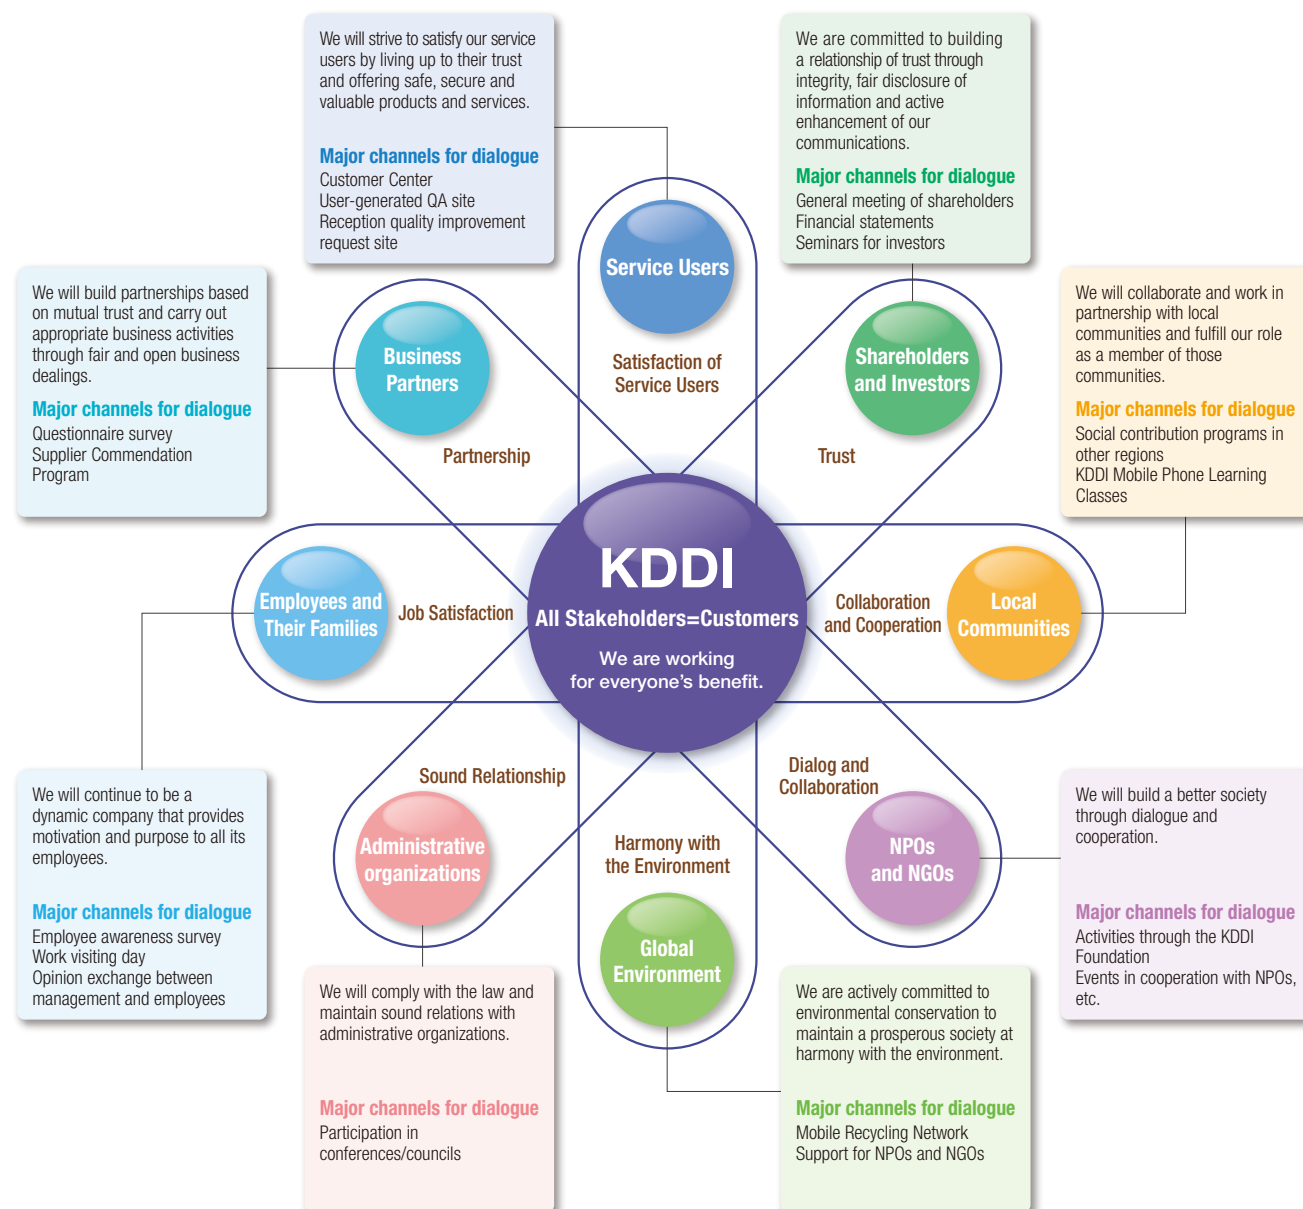 We will strive to satisfy our service
users by living up to their trust
and offering safe, secure and
valuable products and services.
Major channels for dialogue
Customer Center
User-generated QA site
Reception quality improvement
request site
We are committed to building
a relationship of trust through
integrity, fair disclosure of
information and active
enhancement of our
communications.
Major channels for dialogue
General meeting of shareholders
Financial statements
Seminars for investors
We will build partnerships based
on mutual trust and carry out
appropriate business activities
through fair and open business
dealings.
Major channels for dialogue
Questionnaire survey
Supplier Commendation
Program
We will collaborate and work in
partnership with local
communities and fulfill our role
as a member of those
communities.
Major channels for dialogue
Social contribution programs in
other regions
KDDI Mobile Phone Learning
Classes
Service Users
Satisfaction of
Service Users
Business
Partners
Partnership
Shareholders
and Investors
Trust
Employees and
Their Families
Job Satisfaction
KDDI
All Stakeholders=Customers
We are working
for everyone's benefit.
Collaboration
and Cooperation
Local
Communities
Sound Relationship
Administrative
organizations
Harmony with
the Environment
Global
Environment
Dialog and
Collaboration
NPOs
and NGOs
We will continue to be a
dynamic company that provides
motivation and purpose to all its
employees.
Major channels for dialogue
Employee awareness survey
Work visiting day
Opinion exchange between
management and employees
We will comply with the law and
maintain sound relations with
administrative organizations.
Major channels for dialogue
Participation in
conferences/councils
We are actively committed to
environmental conservation to
maintain a prosperous society at
harmony with the environment.
Major channels for dialogue
Mobile Recycling Network
Support for NPOs and NGOs
We will build a better society
through dialogue and
cooperation.
Major channels for dialogue
Activities through the KDDI
Foundation
Events in cooperation with NPOs,
etc.